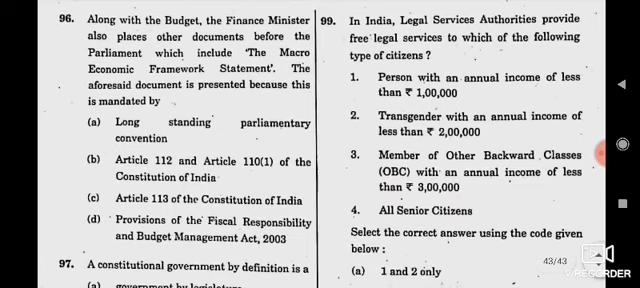 96. Along with the Budget, the Finance Minister
also places other documents before the
Parliament which include 'The Macro
Economic Framework Statement'. The
aforesaid document is presented because this
is mandated by
(a) Long standing parliamentary
convention
(b) Article 112 and Article 110(1) of the
Constitution of India
(c) Article 113 of the Constitution of India
(d) Provisions of the Fiscal Responsibility
and Budget Management Act, 2003
97. A constitutional government by definition is a
(a) government by legislature
99. In India, Legal Services Authorities provide
free legal services to which of the following
type of citizens ?
1. Person with an annual income of less
than ₹ 1,00,000
2. Transgender with an annual income of
less than ₹ 2,00,000
3. Member of Other Backward Classes
(OBC) with an annual income of less
than ₹ 3,00,000
4. All Senior Citizens
Select the correct answer using the code given
below :
(a) 1 and 2 only
43/43
RECORDER